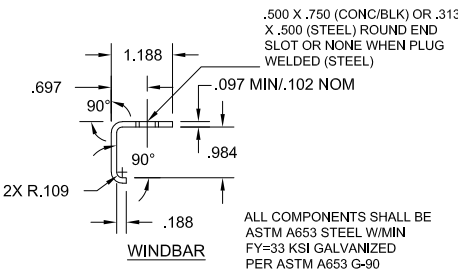 .500 X .750 (CONC/BLK) OR .313
X .500 (STEEL) ROUND END
SLOT OR NONE WHEN PLUG
WELDED (STEEL)
1.188
.697
.097 MIN/.102 NOM
90°
90°
.984
2X R.109
.188
WINDBAR
ALL COMPONENTS SHALL BE
ASTM A653 STEEL W/MIN
FY=33 KSI GALVANIZED
PER ASTM A653 G-90